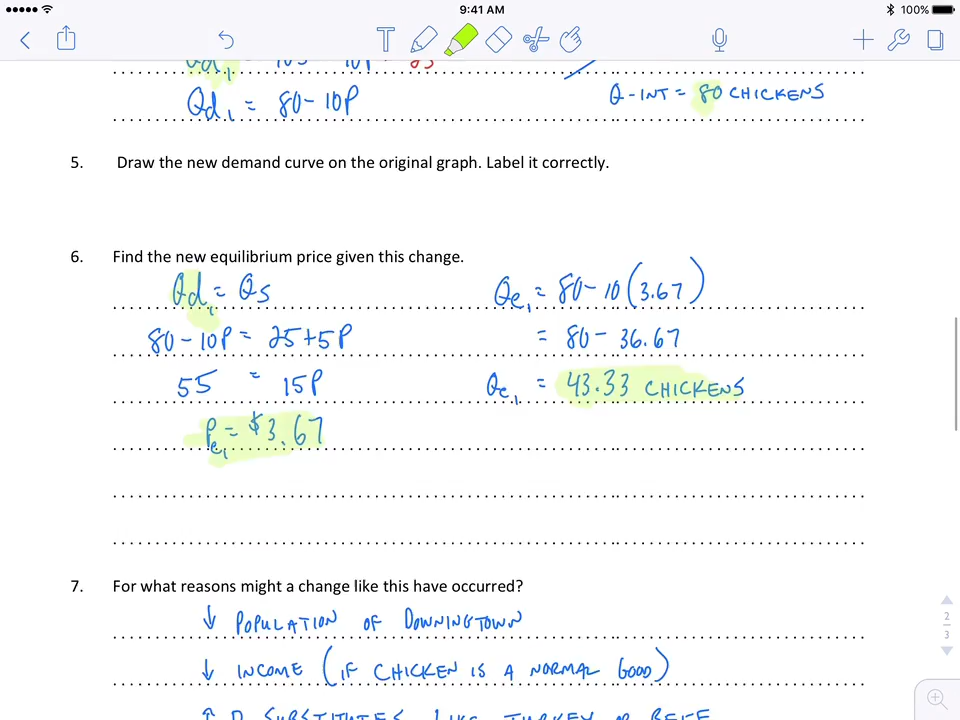 9:41 AM
100%
Qd₁ = 80 - 10P
Q-INT = 80 CHICKENS
5. Draw the new demand curve on the original graph. Label it correctly.
6. Find the new equilibrium price given this change.
Qd₁ = Qs
Qe₁ = 80 - 10 (3.67)
80 - 10P = 25 + 5P
= 80 - 36.67
55 = 15P
Qe₁ = 43.33 CHICKENS
Pe₁ = $3.67
7. For what reasons might a change like this have occurred?
↓ POPULATION OF DOWNINGTOWN
↓ INCOME (IF CHICKEN IS A NORMAL GOOD)
2
3